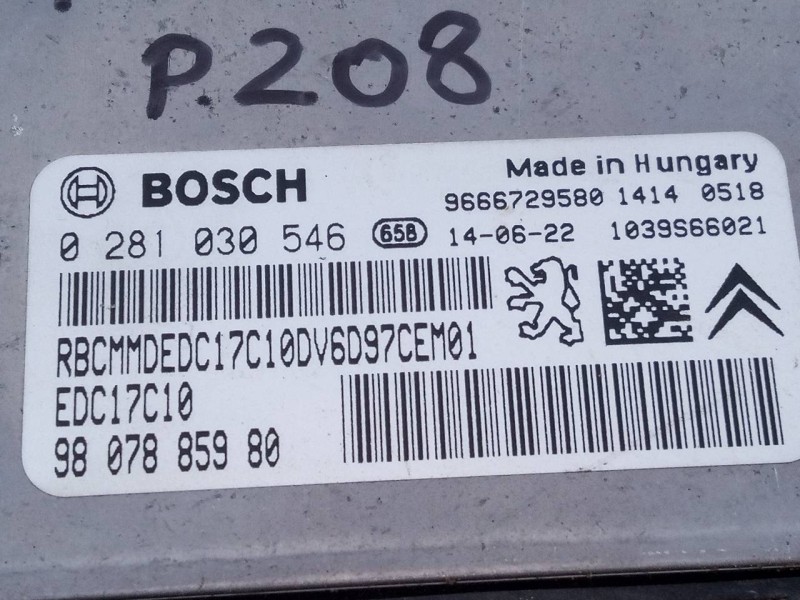 P.208
BOSCH
Made in Hungary
9666729580 1414 0518
0 281 030 546 658 14-06-22 1039S66021
RBCMMDEDC17C10DV6D97CEM01
EDC17C10
98 078 859 80